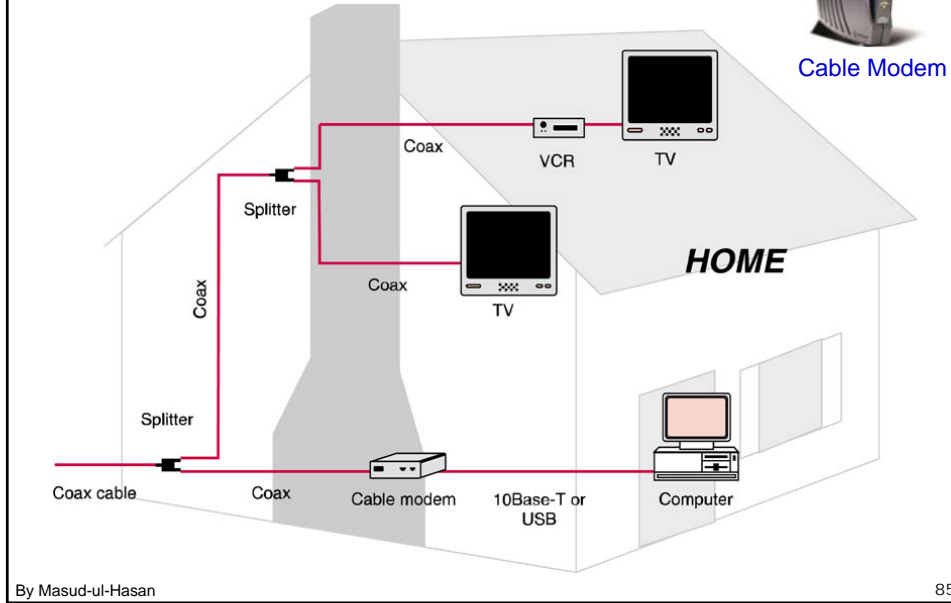 Cable Modem
Coax
VCR
TV
Splitter
HOME
Coax
TV
Coax
Splitter
Coax cable
Coax
Cable modem
10Base-T or
USB
Computer
By Masud-ul-Hasan
85